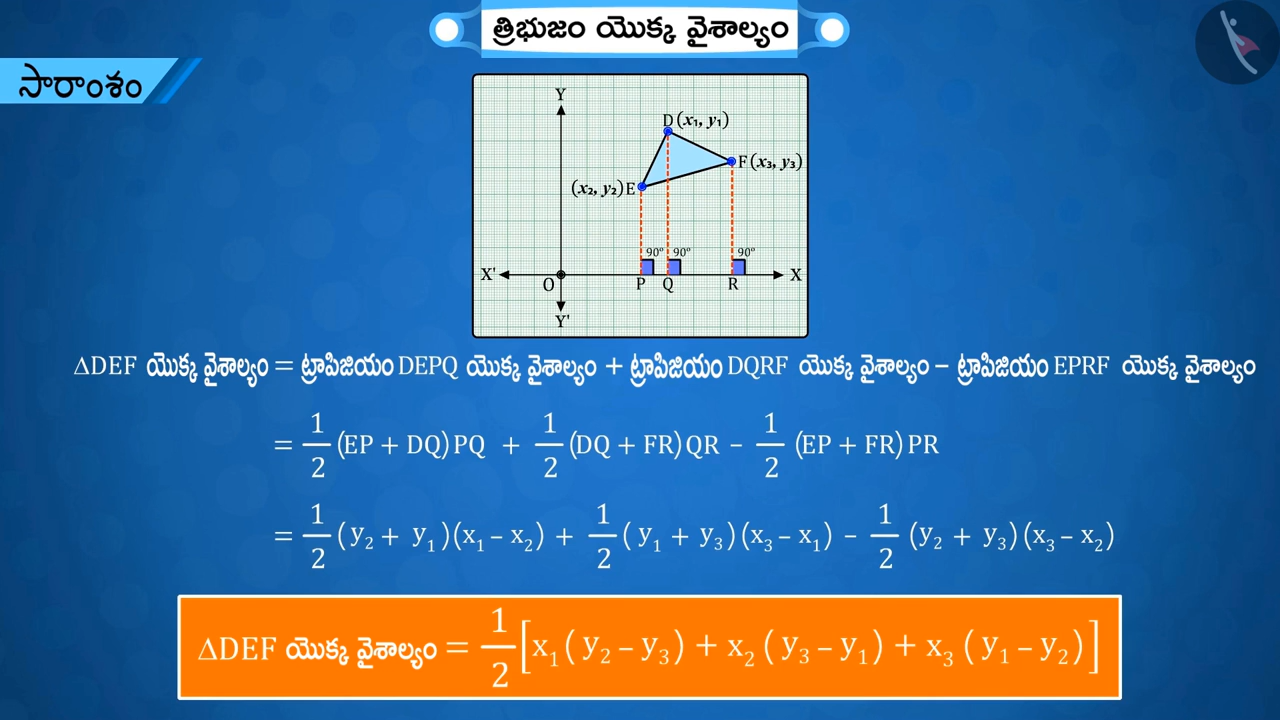 త్రిభుజం యొక్క వైశాల్యం
సారాంశం
Y
D (x₁, y₁)
F (x₃, y₃)
(x₂, y₂) E
90° 90° 90°
X' O P Q R X
Y'
ΔDEF యొక్క వైశాల్యం = ట్రాపిజియం DEPQ యొక్క వైశాల్యం + ట్రాపిజియం DQRF యొక్క వైశాల్యం – ట్రాపిజియం EPRF యొక్క వైశాల్యం
= 1/2 (EP + DQ) PQ + 1/2 (DQ + FR) QR – 1/2 (EP + FR) PR
= 1/2 (y₂ + y₁)(x₁ – x₂) + 1/2 (y₁ + y₃)(x₃ – x₁) – 1/2 (y₂ + y₃)(x₃ – x₂)
ΔDEF యొక్క వైశాల్యం = 1/2 [x₁ (y₂ – y₃) + x₂ (y₃ – y₁) + x₃ (y₁ – y₂)]